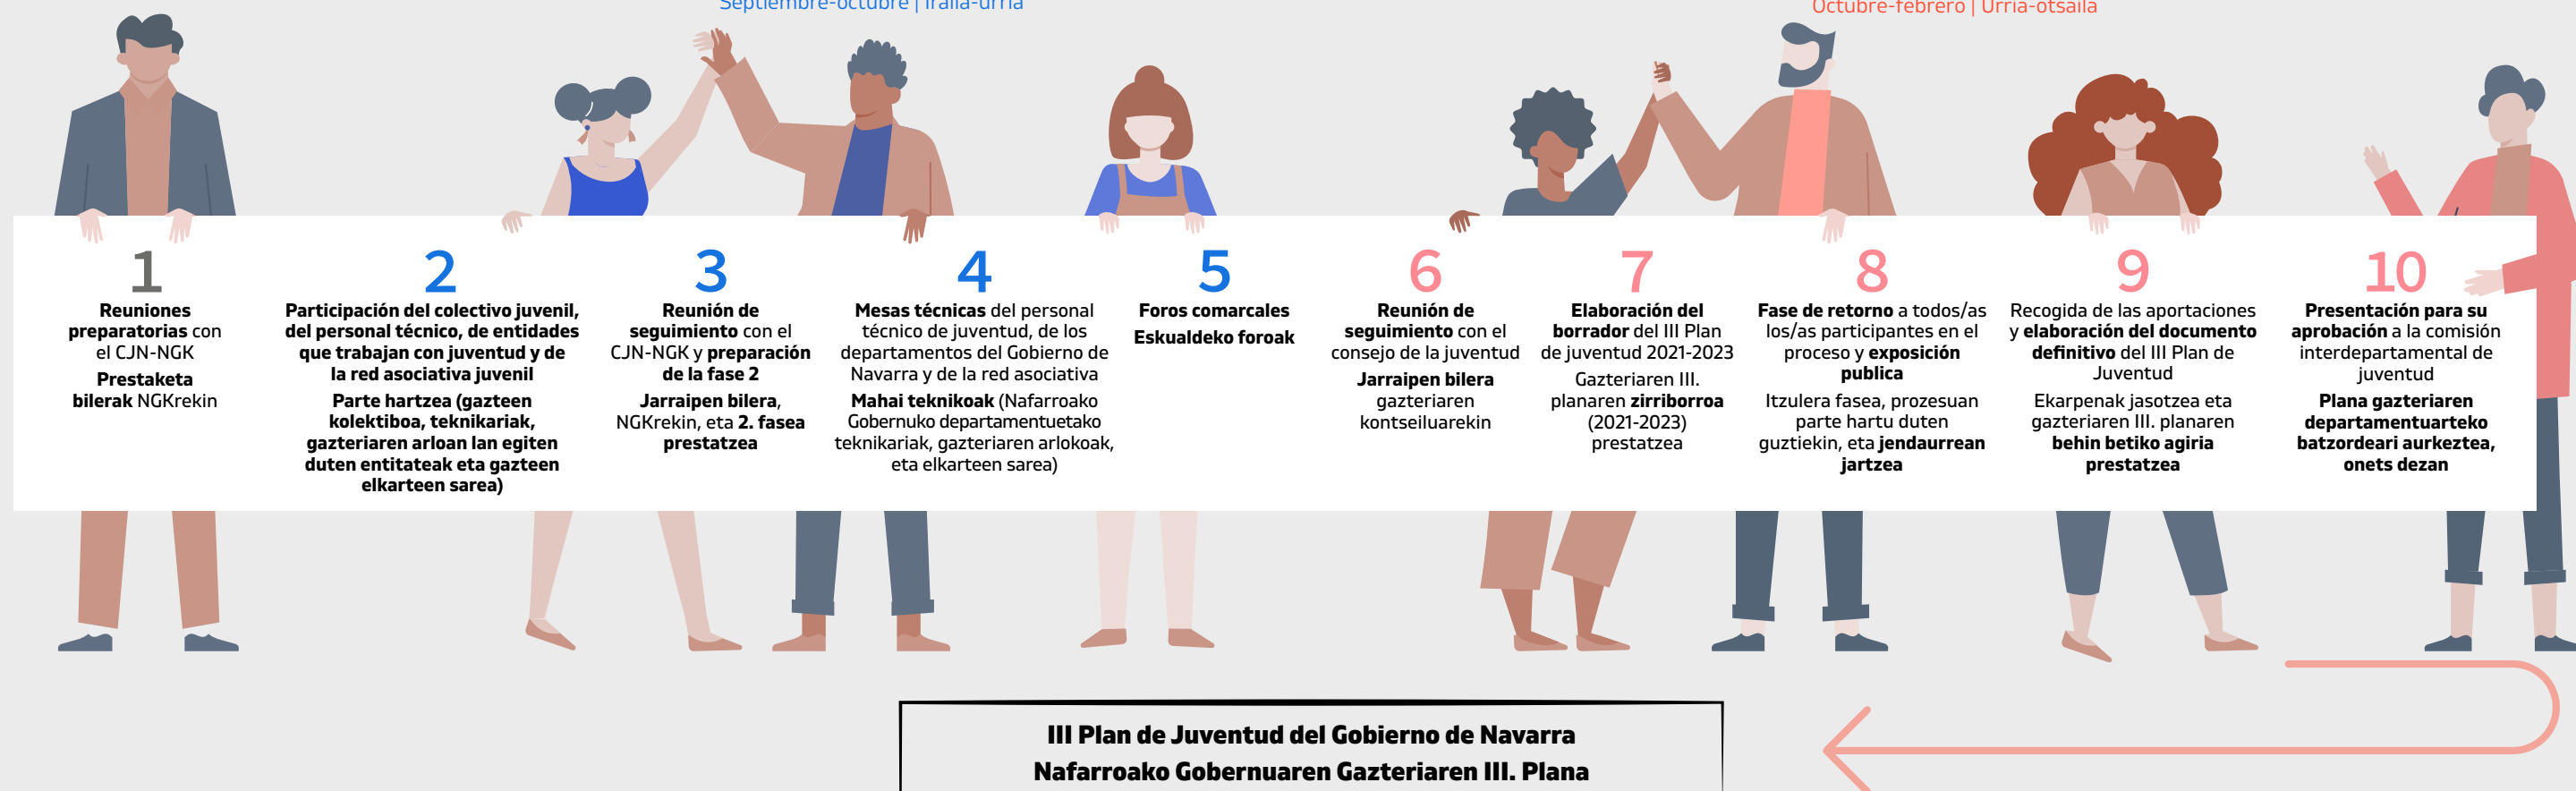 Septiembre-octubre | Iraila-urria
Octubre-febrero | Urria-otsaila
1
Reuniones
preparatorias con
el CJN-NGK
Prestaketa
bilerak NGKrekin
2
Participación del colectivo juvenil,
del personal técnico, de entidades
que trabajan con juventud y de
la red asociativa juvenil
Parte hartzea (gazteen
kolektiboa, teknikariak,
gazteriaren arloan lan egiten
duten entitateak eta gazteen
elkarteen sarea)
3
Reunión de
seguimiento con el
CJN-NGK y preparación
de la fase 2
Jarraipen bilera,
NGKrekin, eta 2. fasea
prestatzea
4
Mesas técnicas del personal
técnico de juventud, de los
departamentos del Gobierno de
Navarra y de la red asociativa
Mahai teknikoak (Nafarroako
Gobernuko departamentuetako
teknikariak, gazteriaren arlokoak,
eta elkarteen sarea)
5
Foros comarcales
Eskualdeko foroak
6
Reunión de
seguimiento con el
consejo de la juventud
Jarraipen bilera
gazteriaren
kontseiluarekin
7
Elaboración del
borrador del III Plan
de juventud 2021-2023
Gazteriaren III.
planaren zirriborroa
(2021-2023)
prestatzea
8
Fase de retorno a todos/as
los/as participantes en el
proceso y exposición
publica
Itzulera fasea, prozesuan
parte hartu duten
guztiekin, eta jendaurrean
jartzea
9
Recogida de las aportaciones
y elaboración del documento
definitivo del III Plan de
Juventud
Ekarpenak jasotzea eta
gazteriaren III. planaren
behin betiko agiria
prestatzea
10
Presentación para su
aprobación a la comisión
interdepartamental de
juventud
Plana gazteriaren
departamentuarteko
batzordeari aurkeztea,
onets dezan
III Plan de Juventud del Gobierno de Navarra
Nafarroako Gobernuaren Gazteriaren III. Plana